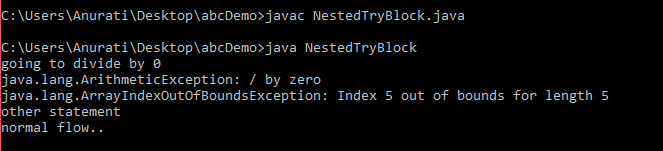 C:\Users\Anurati\Desktop\abcDemo>javac NestedTryBlock.java
C:\Users\Anurati\Desktop\abcDemo>java NestedTryBlock
going to divide by 0
java.lang.ArithmeticException: / by zero
java.lang.ArrayIndexOutOfBoundsException: Index 5 out of bounds for length 5
other statement
normal flow..